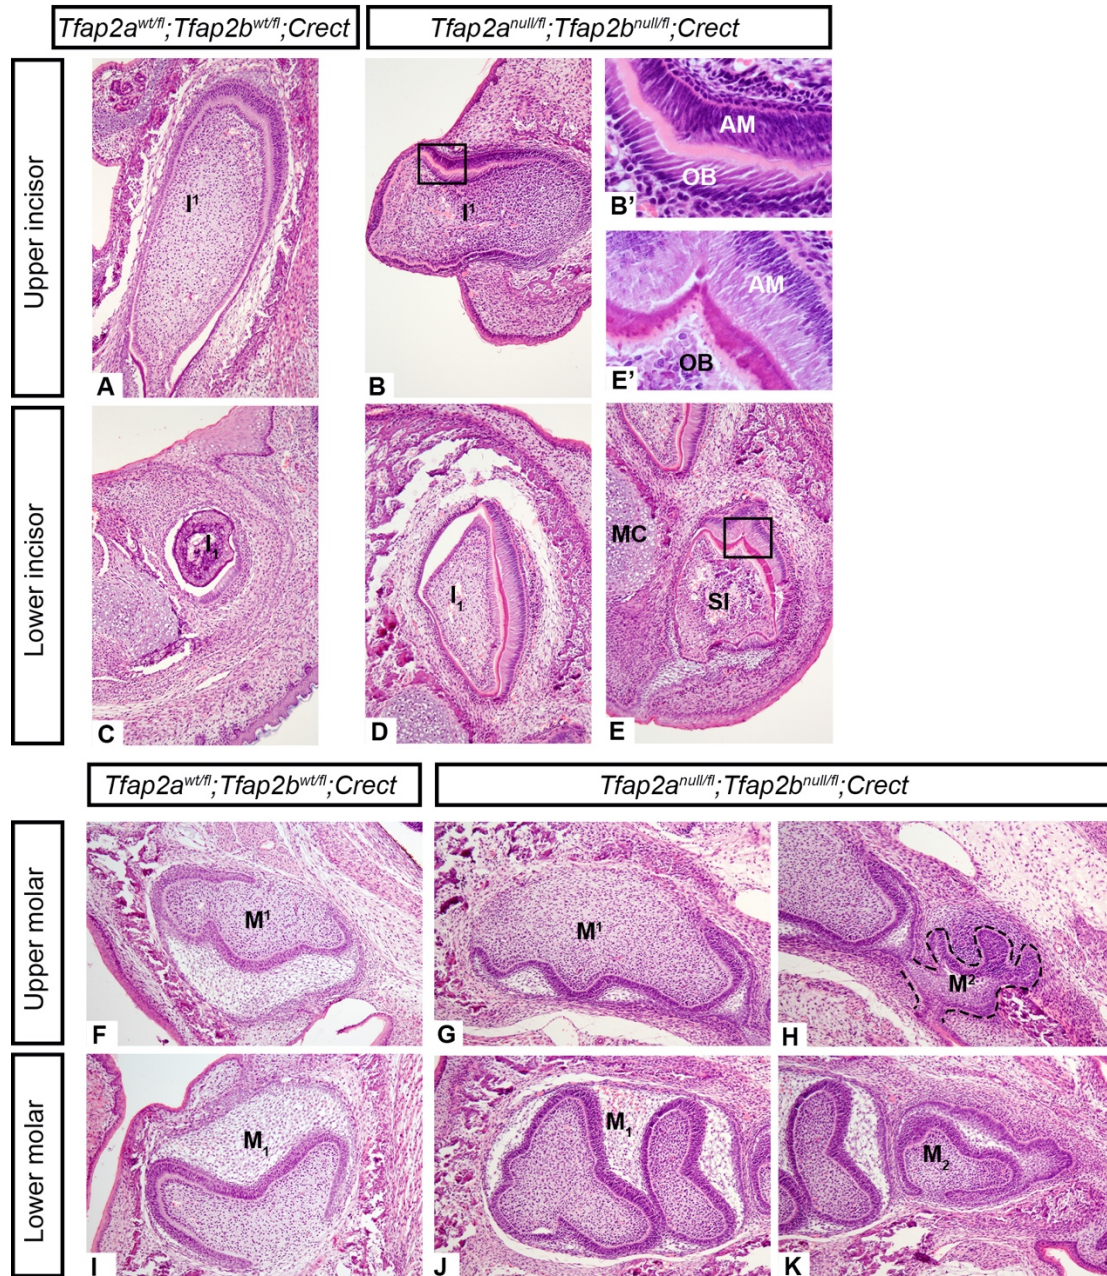 Tfap2a^wt/fl;Tfap2b^wt/fl;Crect
Tfap2a^null/fl;Tfap2b^null/fl;Crect
Upper incisor
I¹
A
I¹
B
AM
OB
B’
AM
OB
E’
Lower incisor
I₁
C
I₁
D
MC
SI
E
Tfap2a^wt/fl;Tfap2b^wt/fl;Crect
Tfap2a^null/fl;Tfap2b^null/fl;Crect
Upper molar
M¹
F
M¹
G
M²
H
Lower molar
M₁
I
M₁
J
M₂
K